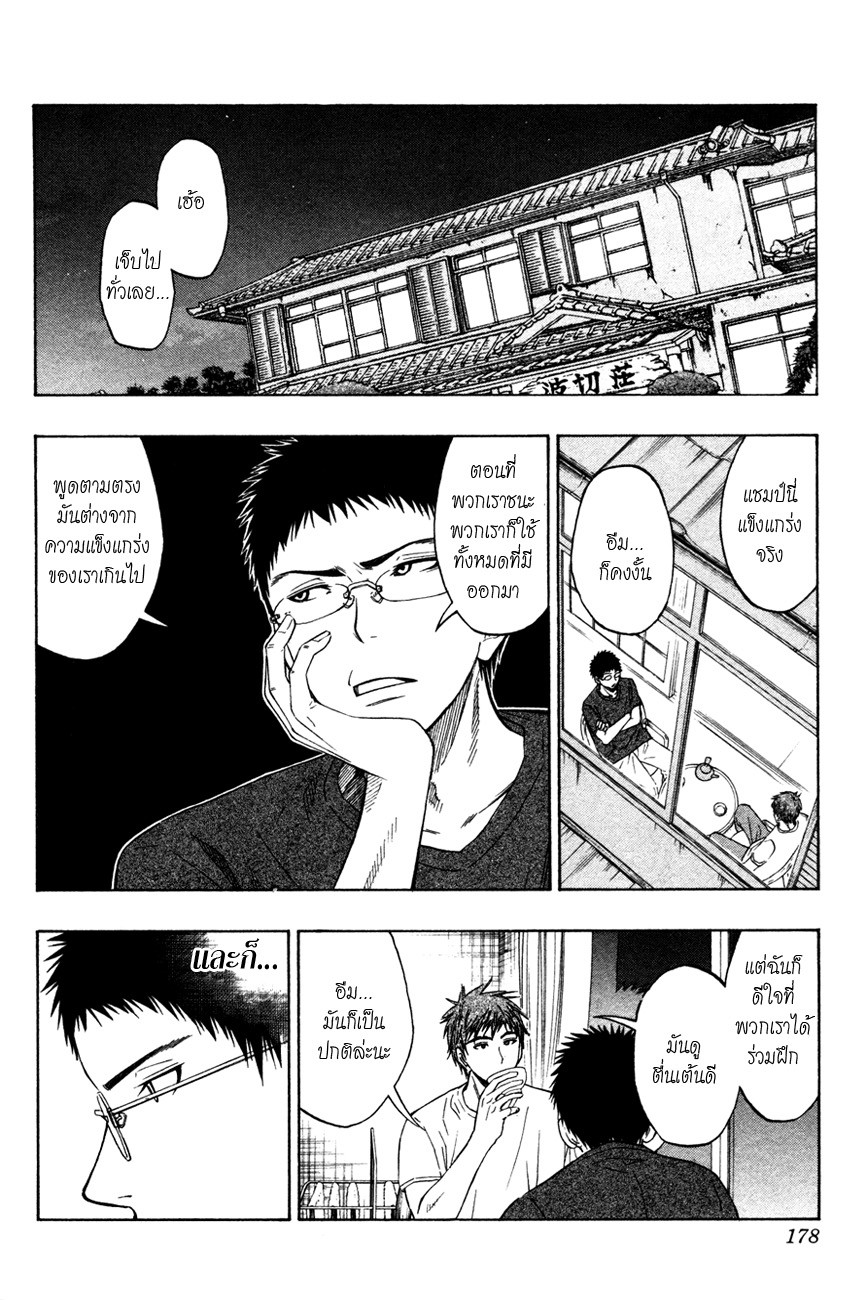 เฮ้อ
เจ็บไป
ทั่วเลย...
波切荘
แชมป์นี่
แข็งแกร่ง
จริง
อืม...
ก็คงงั้น
ตอนที่
พวกเราชนะ
พวกเราก็ใช้
ทั้งหมดที่มี
ออกมา
พูดตามตรง
มันต่างจาก
ความแข็งแกร่ง
ของเราเกินไป
แต่ฉันก็
ดีใจที่
พวกเราได้
ร่วมฝึก
มันดู
ตื่นเต้นดี
อืม...
มันก็เป็น
ปกติล่ะนะ
และก็...
178